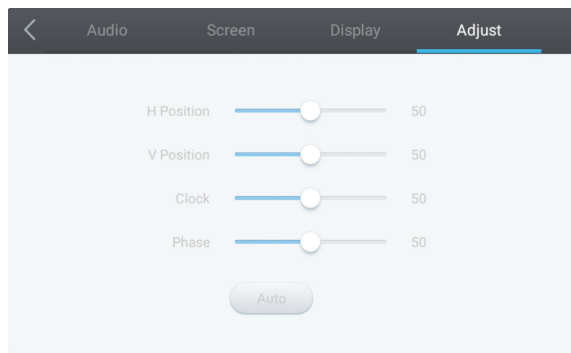 Audio Screen Display Adjust
H Position 50
V Position 50
Clock 50
Phase 50
Auto